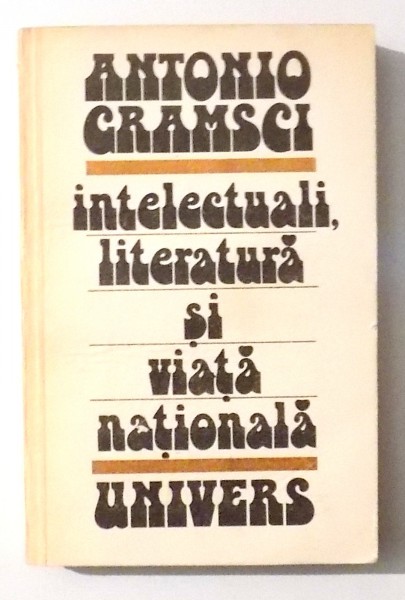 ANTONIO
GRAMSCI
intelectuali,
literatură
și
viață
națională
UNIVERS